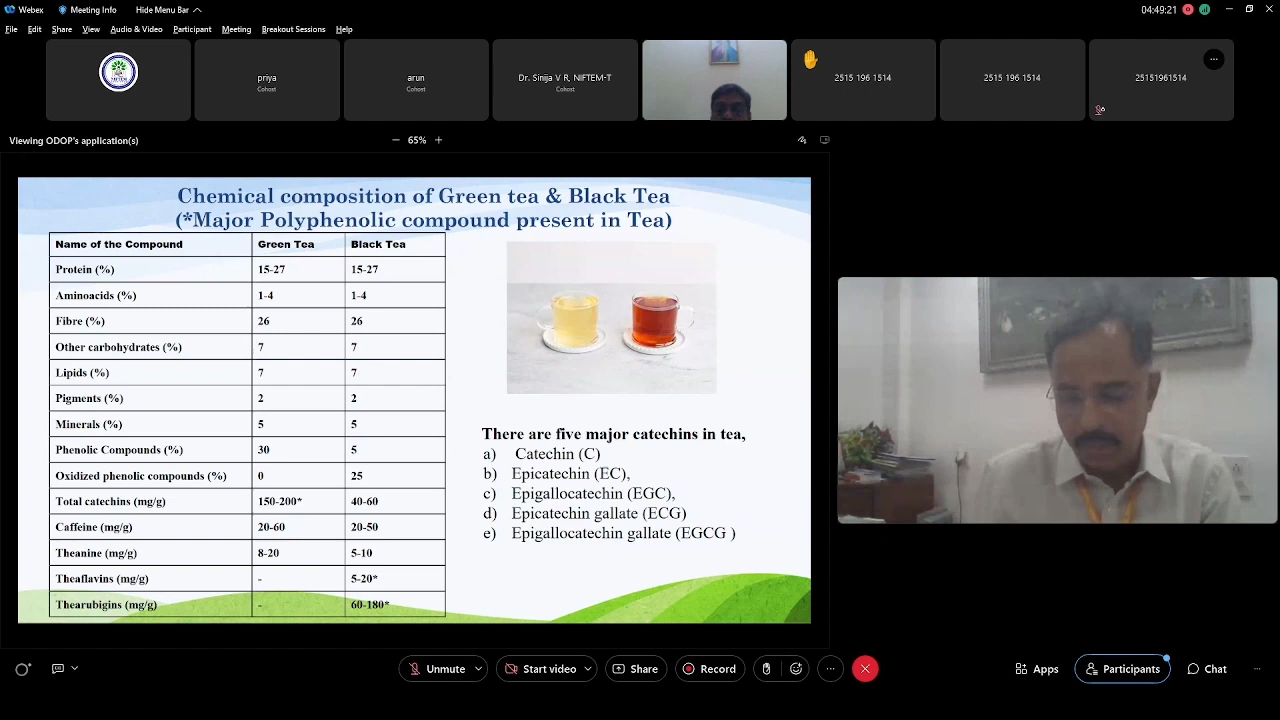 Webex
Meeting Info
Hide Menu Bar
04:49:21
File Edit Share View Audio & Video Participant Meeting Breakout Sessions Help
priya
Cohost
arun
Cohost
Dr. Sinija V R, NIFTEM-T
Cohost
2515 196 1514
2515 196 1514
25151961514
Viewing ODOP's application(s)
65%
Chemical composition of Green tea & Black Tea
(*Major Polyphenolic compound present in Tea)
Name of the Compound Green Tea Black Tea
Protein (%) 15-27 15-27
Aminoacids (%) 1-4 1-4
Fibre (%) 26 26
Other carbohydrates (%) 7 7
Lipids (%) 7 7
Pigments (%) 2 2
Minerals (%) 5 5
Phenolic Compounds (%) 30 5
Oxidized phenolic compounds (%) 0 25
Total catechins (mg/g) 150-200* 40-60
Caffeine (mg/g) 20-60 20-50
Theanine (mg/g) 8-20 5-10
Theaflavins (mg/g) - 5-20*
Thearubigins (mg/g) - 60-180*
There are five major catechins in tea,
a) Catechin (C)
b) Epicatechin (EC),
c) Epigallocatechin (EGC),
d) Epicatechin gallate (ECG)
e) Epigallocatechin gallate (EGCG )
Unmute
Start video
Share
Record
Apps
Participants
Chat